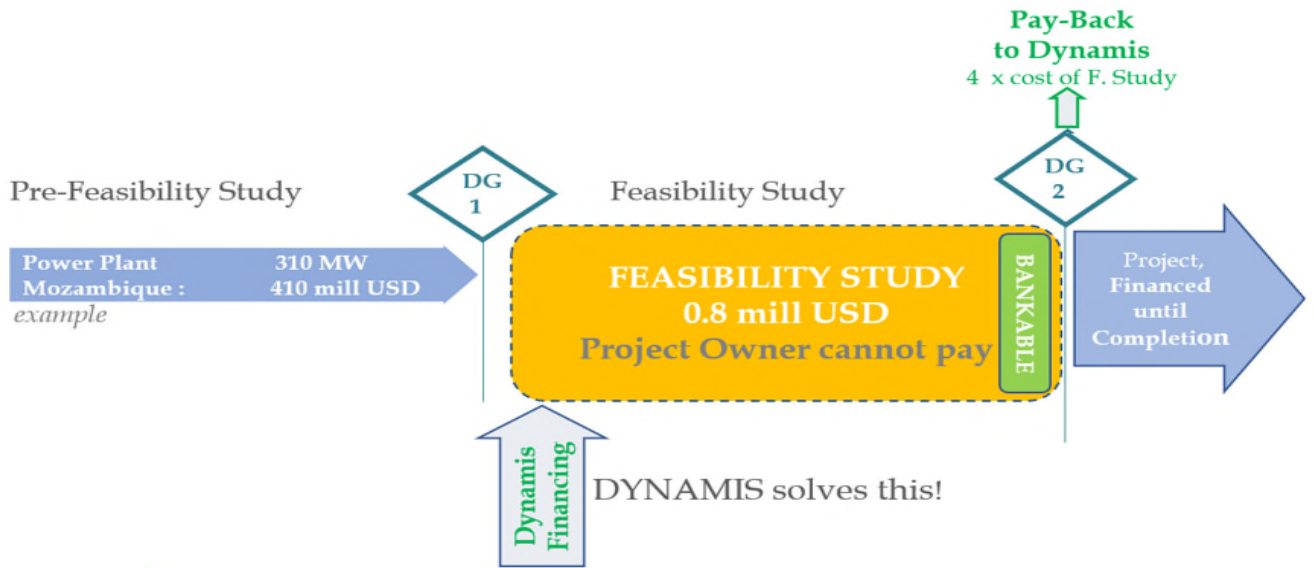 Pay-Back
to Dynamis
4 x cost of F. Study
Pre-Feasibility Study
DG
1
Feasibility Study
DG
2
Power Plant 310 MW
Mozambique : 410 mill USD
example
FEASIBILITY STUDY
0.8 mill USD
Project Owner cannot pay
BANKABLE
Project,
Financed
until
Completion
Dynamis
Financing
DYNAMIS solves this!